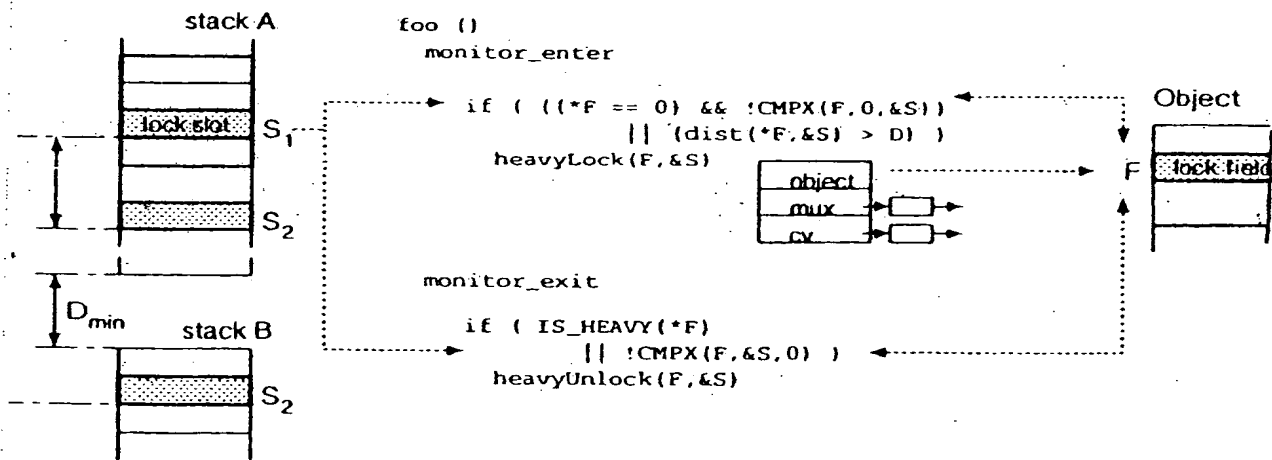 stack A
lock slot
S1
S2
Dmin
stack B
S2
foo ()
monitor_enter
if ( ((*F == 0) && !CMPX(F,0,&S))
|| (dist(*F,&S) > D) )
heavyLock(F,&S)
object
mux
cv
monitor_exit
if ( IS_HEAVY(*F)
|| !CMPX(F,&S,0) )
heavyUnlock(F,&S)
Object
F
lock field